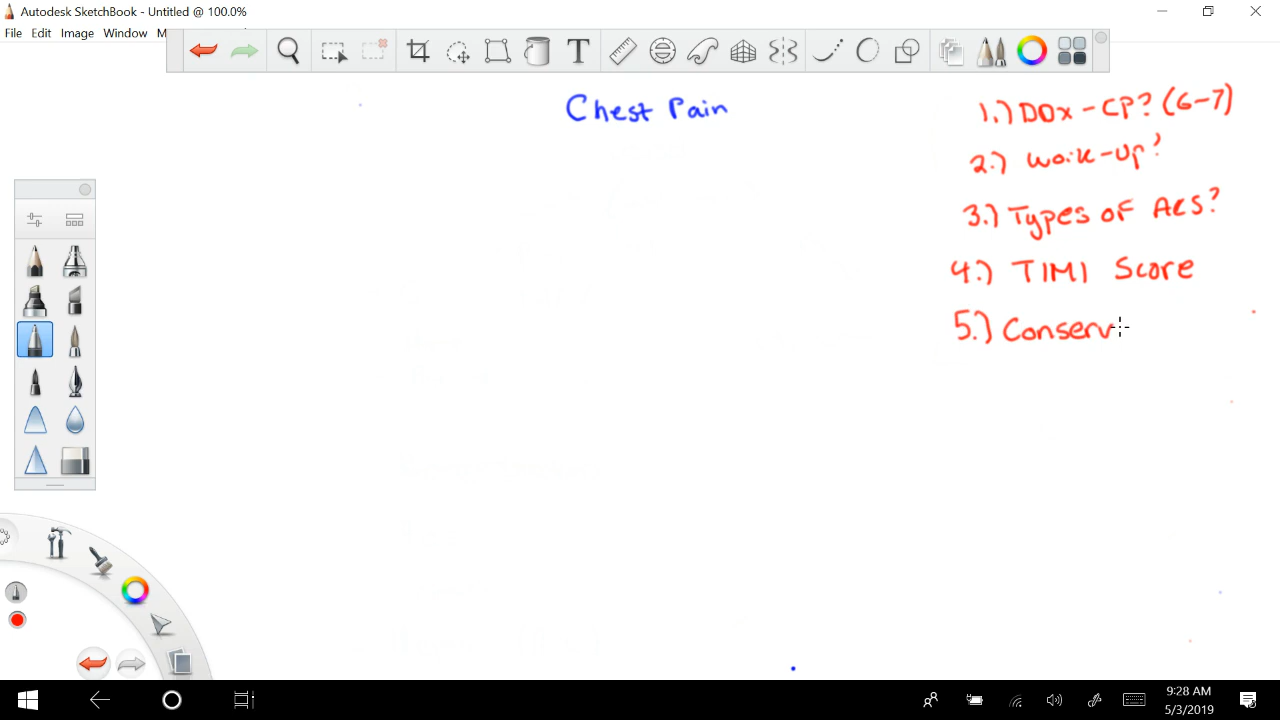 Autodesk SketchBook - Untitled @ 100.0%
File Edit Image Window M
T
Chest Pain
1.) DDx - CP? (6-7)
2.) Work-up?
3.) Types of ACS?
4.) TIMI Score
5.) Conserv
9:28 AM
5/3/2019